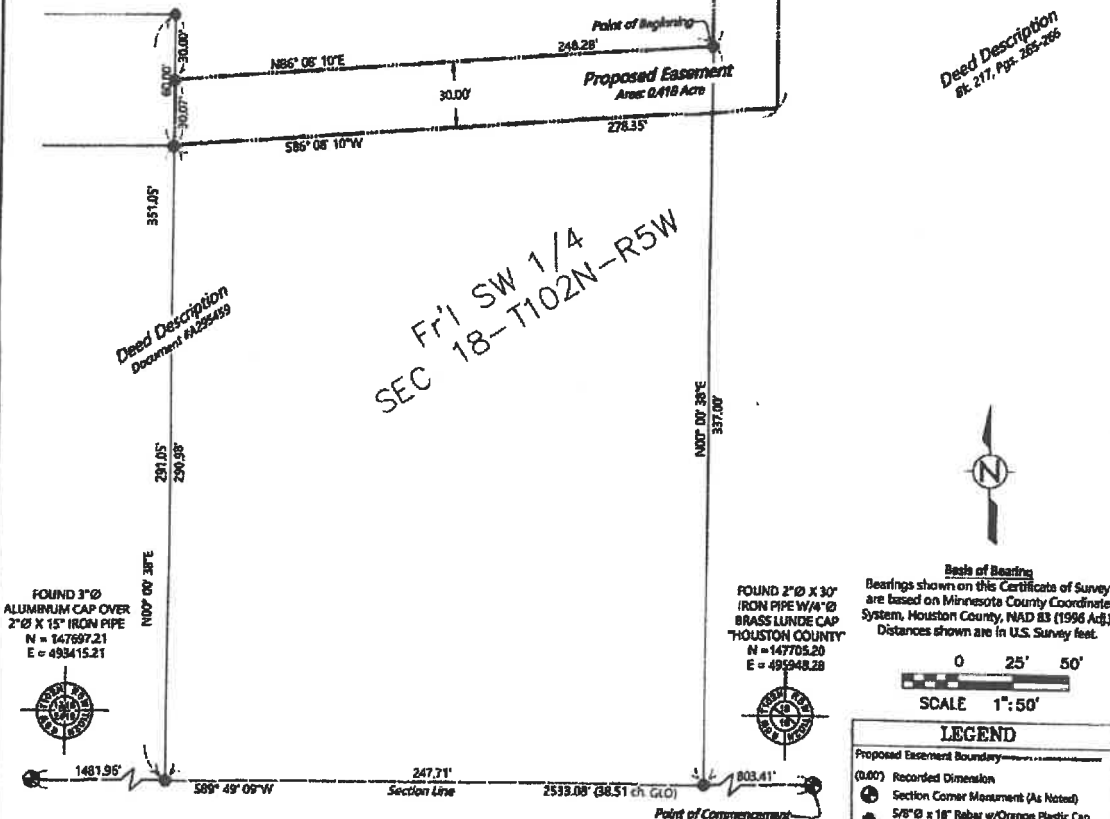 Point of Beginning
30.00'
N86° 08' 10"E
248.28'
Deed Description
Bk. 217, Pgs. 265-266
60.00'
30.00'
Proposed Easement
Area: 0.418 Acre
30.07'
S86° 08' 10"W
278.35'
351.05'
Fr'l SW 1/4
SEC 18-T102N-R5W
Deed Description
Document #A295459
N00° 00' 38"E
337.00'
291.05'
290.98'
N
N00° 00' 38"E
Basis of Bearing
Bearings shown on this Certificate of Survey
are based on Minnesota County Coordinate
System, Houston County, NAD 83 (1996 Adj.)
Distances shown are in U.S. Survey feet.
FOUND 3"Ø
ALUMINUM CAP OVER
2"Ø X 15" IRON PIPE
N = 147697.21
E = 493415.21
FOUND 2"Ø X 30"
IRON PIPE W/4"Ø
BRASS LUNDE CAP
"HOUSTON COUNTY"
N = 147705.20
E = 495948.28
0 25' 50'
SCALE 1":50'
LEGEND
Proposed Easement Boundary
(0.00') Recorded Dimension
Section Corner Monument (As Noted)
5/8"Ø x 18" Rebar w/Orange Plastic Cap
1481.96'
S89° 49' 09"W
247.71'
Section Line
2533.08' (38.51 ch. GLO)
803.41'
Point of Commencement